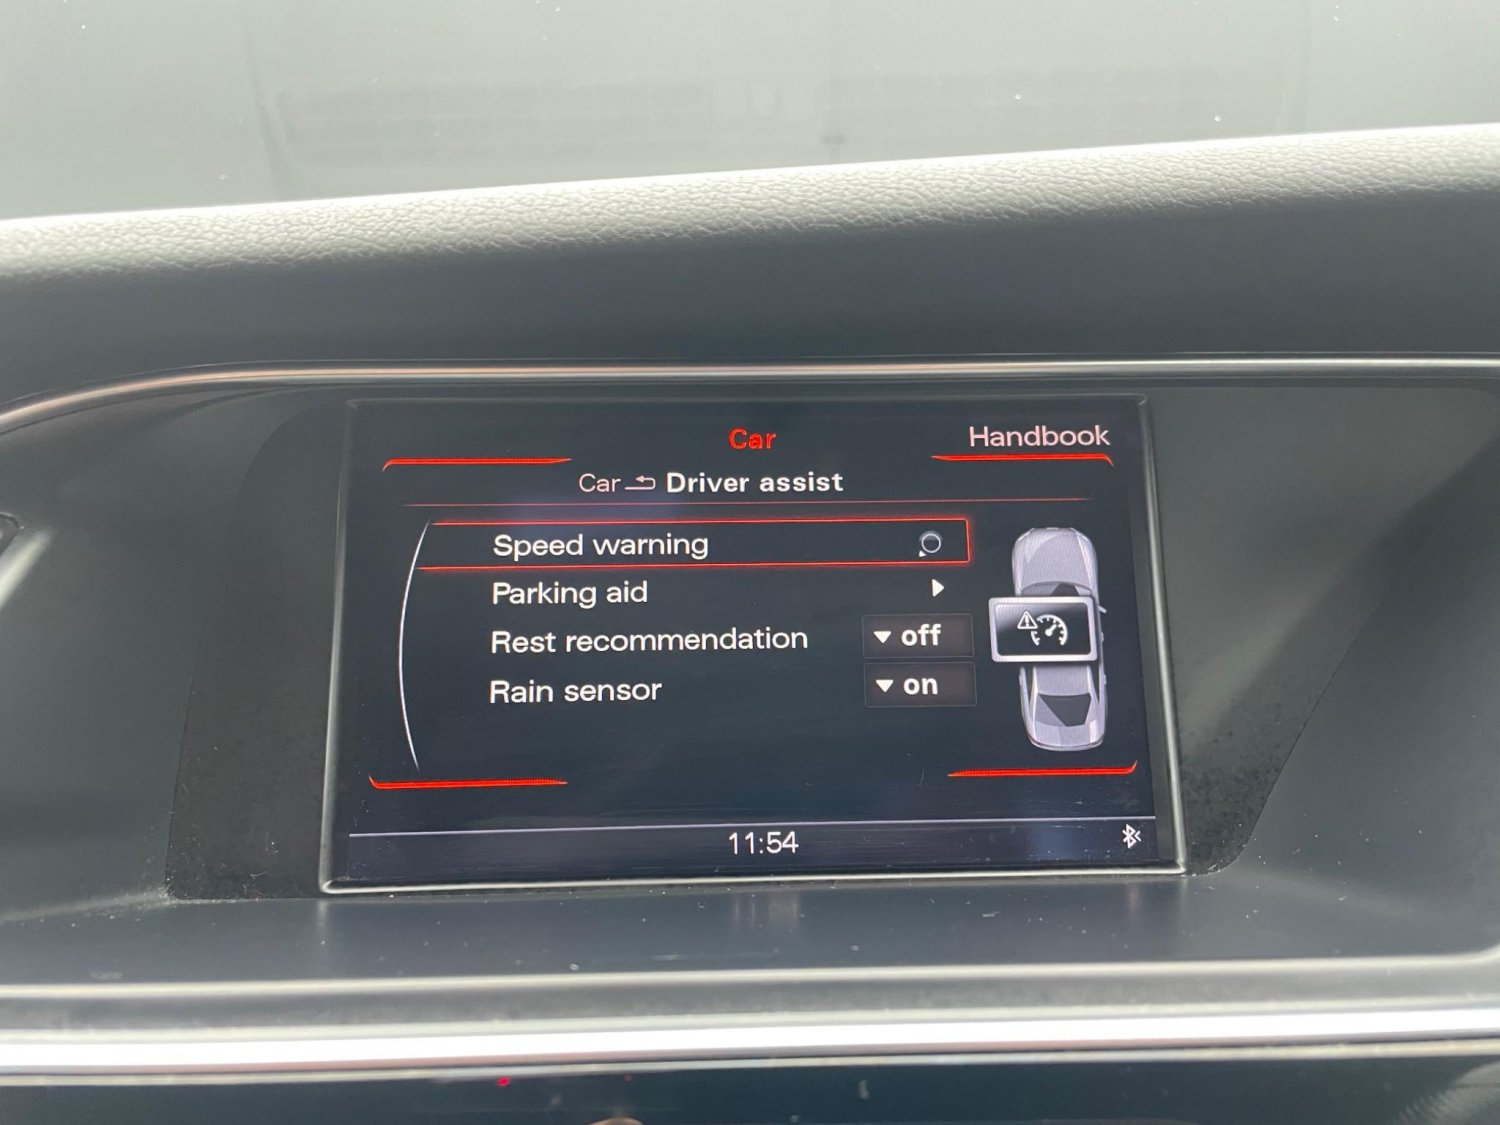 Car
Handbook
Car Driver assist
Speed warning
Parking aid
Rest recommendation off
Rain sensor on
11:54